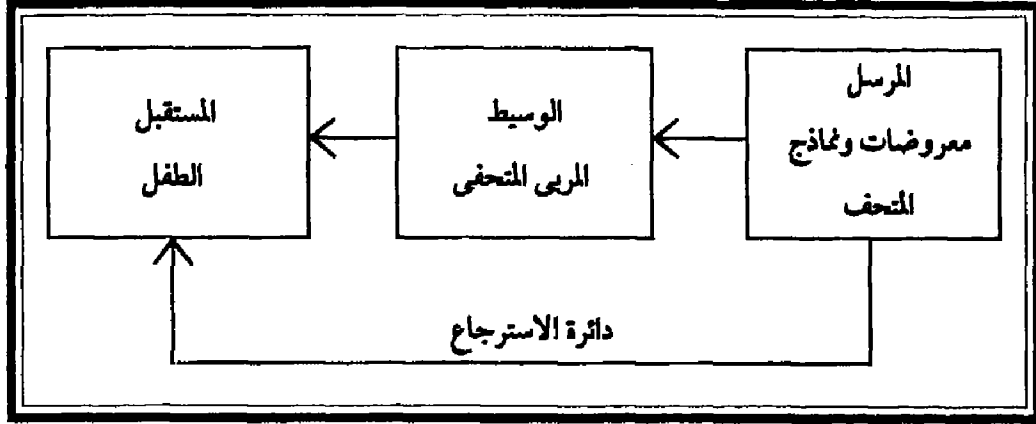 المرسل
معروضات ونماذج
المتحف
الوسيط
المربى المتحفى
المستقبل
الطفل
دائرة الاسترجاع